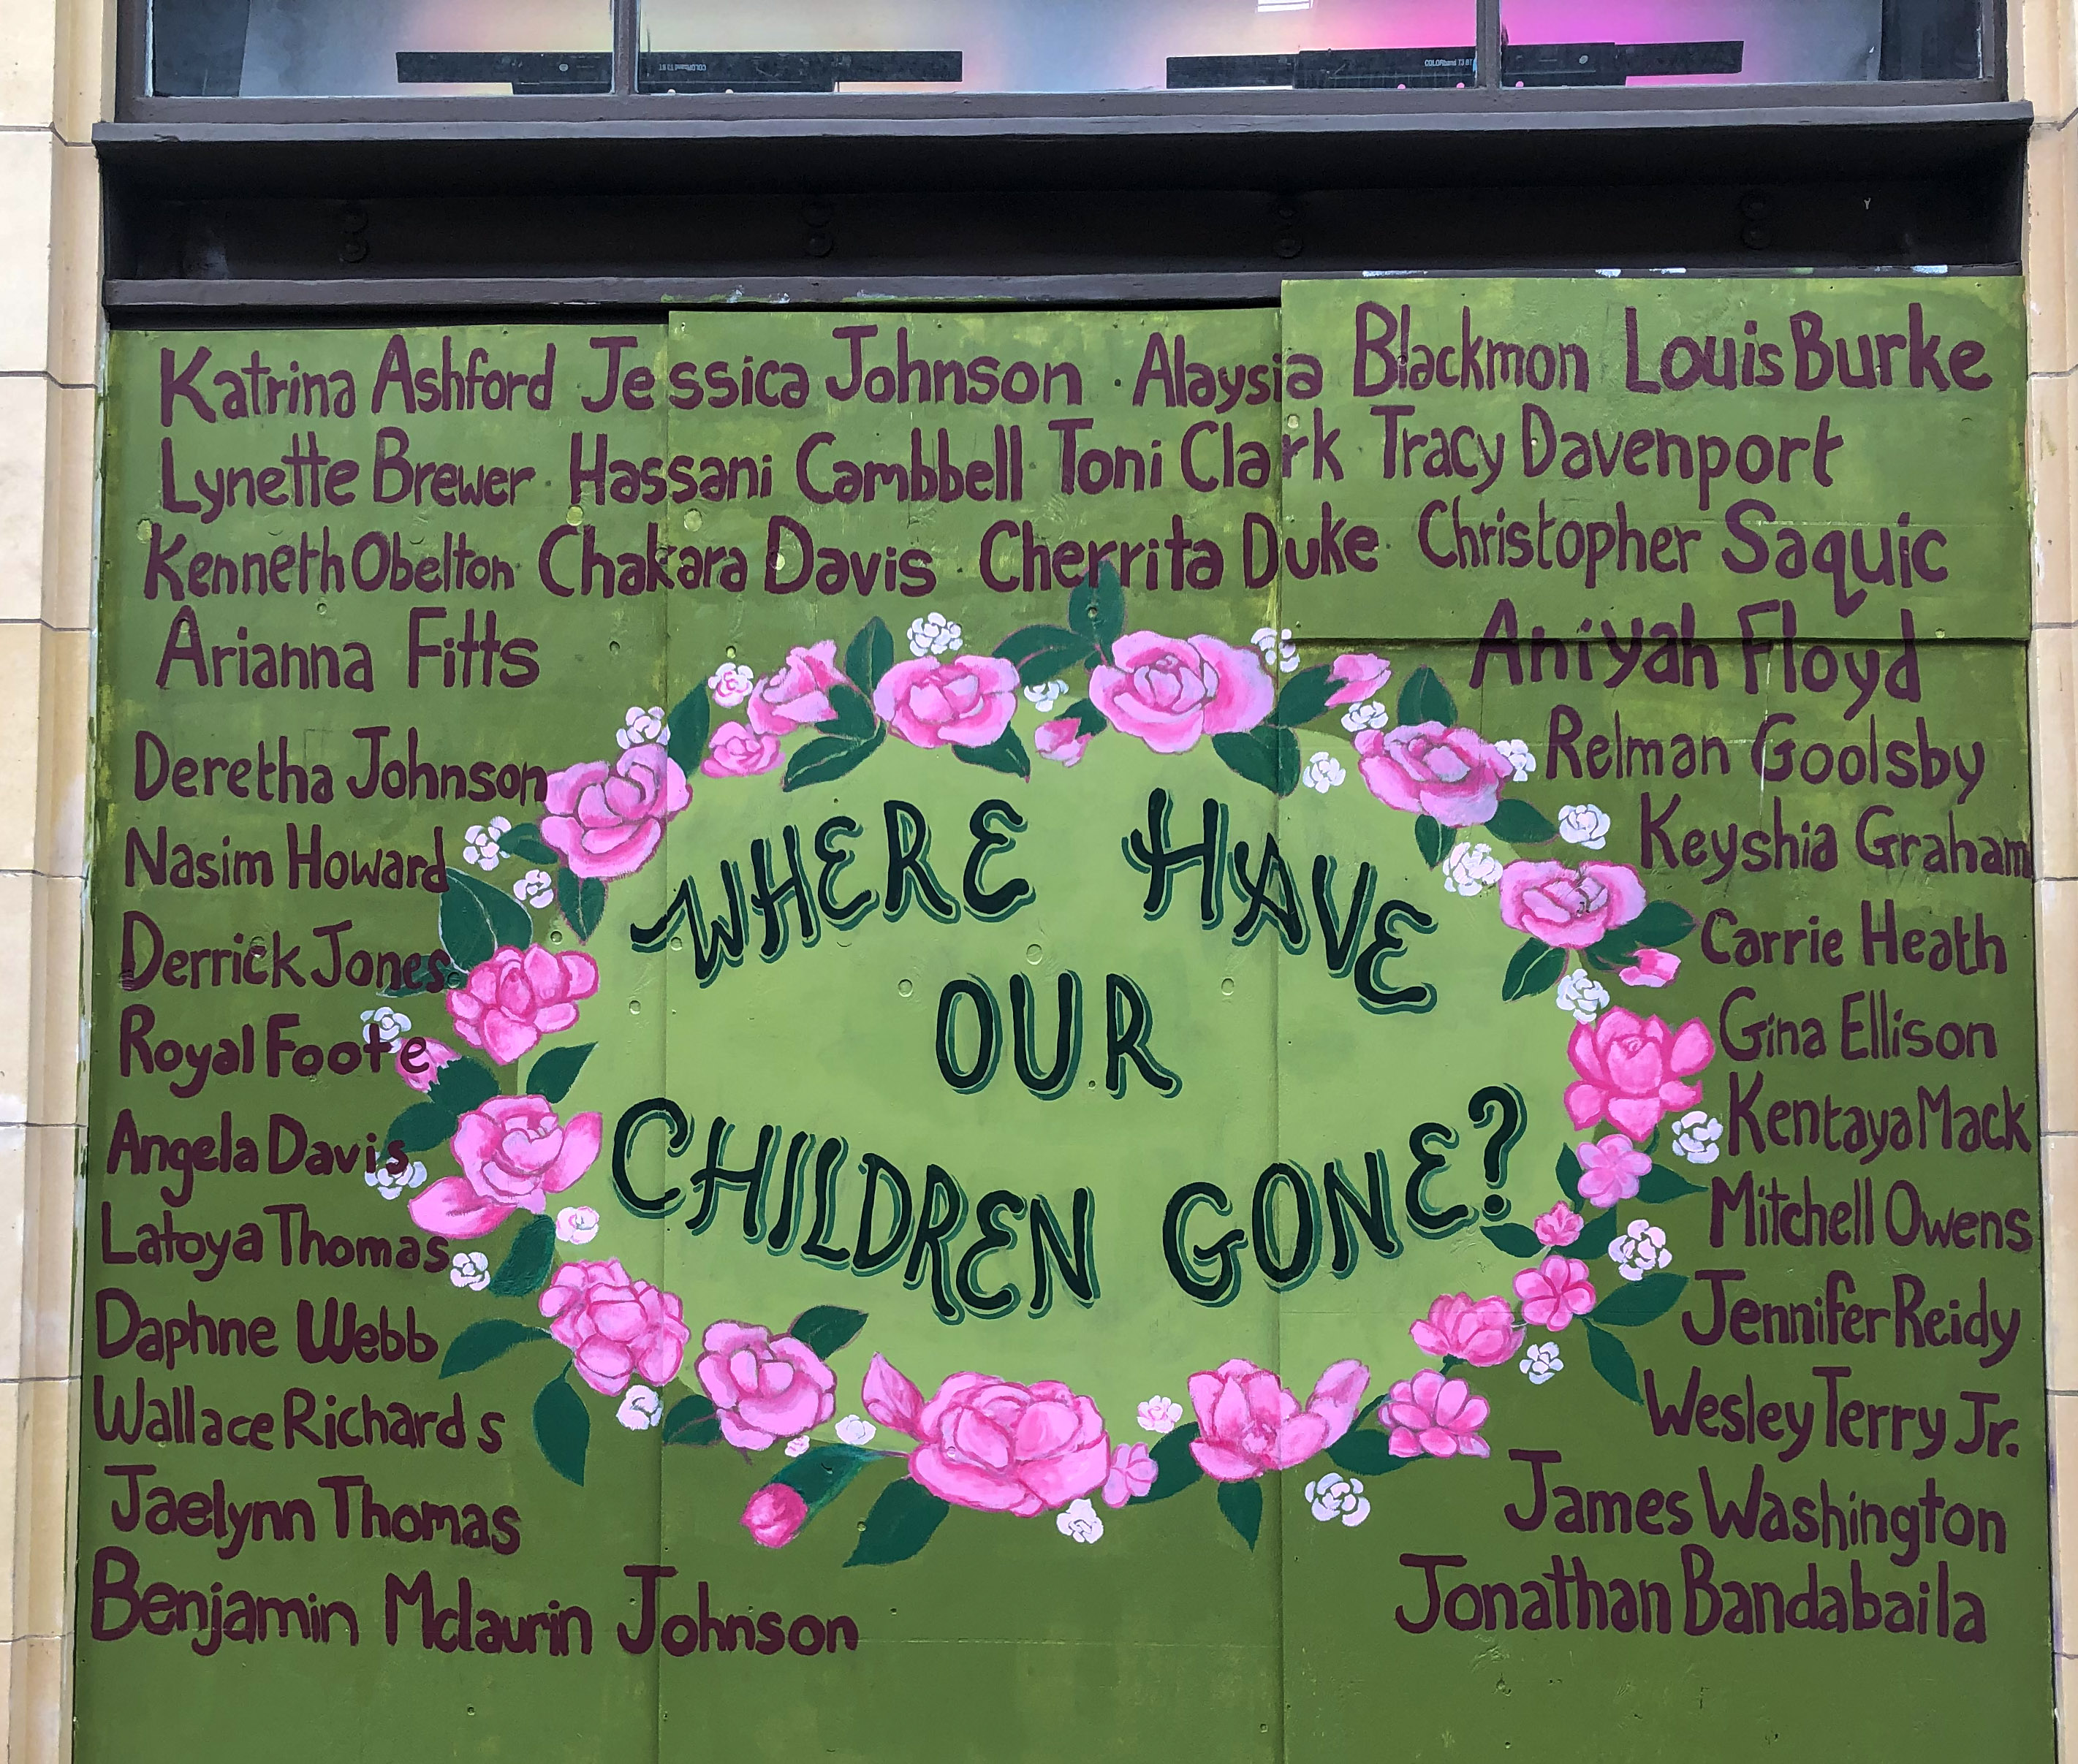 Katrina Ashford Jessica Johnson Alaysia Blackmon Louis Burke
Lynette Brewer Hassani Cambbell Toni Clark Tracy Davenport
Kenneth Obelton Chakara Davis Cherrita Duke Christopher Saquic
Arianna Fitts
Aniyah Floyd
Deretha Johnson
Relman Goolsby
Nasim Howard
Keyshia Graham
Derrick Jones
Carrie Heath
Royal Foote
Gina Ellison
Angela Davis
Kentaya Mack
Latoya Thomas
Mitchell Owens
Daphne Webb
Jennifer Reidy
Wallace Richards
Wesley Terry Jr.
Jaelynn Thomas
James Washington
Benjamin Mclaurin Johnson
Jonathan Bandabaila
WHERE HAVE
OUR
CHILDREN GONE?